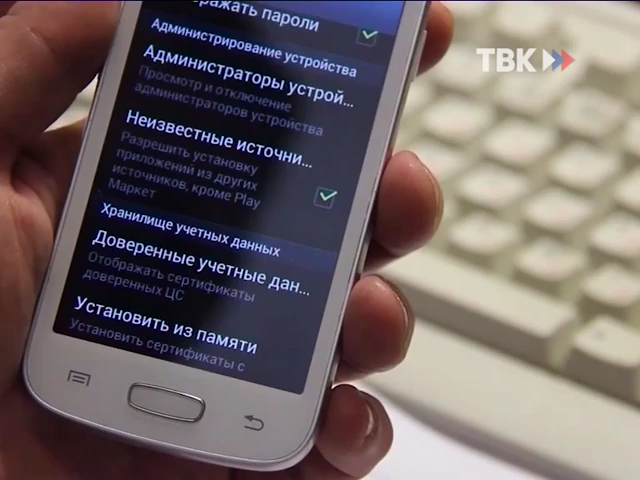 ТВК
пароли
Администрирование устройства
Администраторы устрой...
Просмотр и отключение
администраторов устройства
Неизвестные источни...
Разрешить установку
приложений из других
источников, кроме Play
Маркет
Хранилище учетных данных
Доверенные учетные дан...
Отображать сертификаты
доверенных ЦС
Установить из памяти
Установить сертификаты с